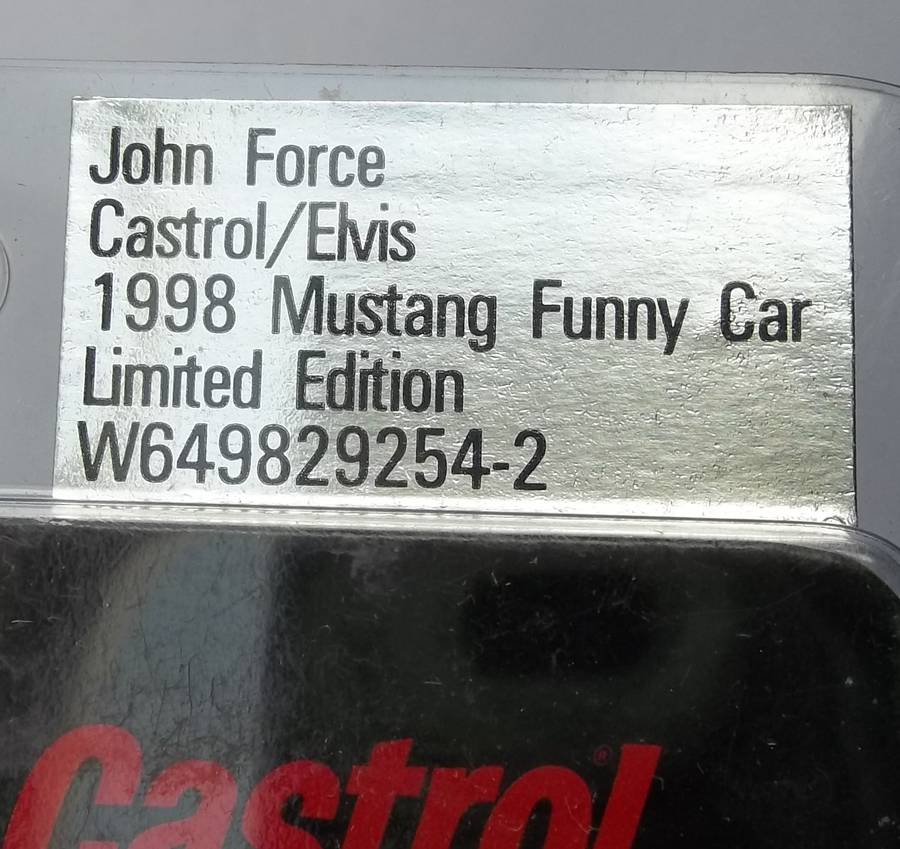 John Force
Castrol/Elvis
1998 Mustang Funny Car
Limited Edition
W649829254-2
Castrol®